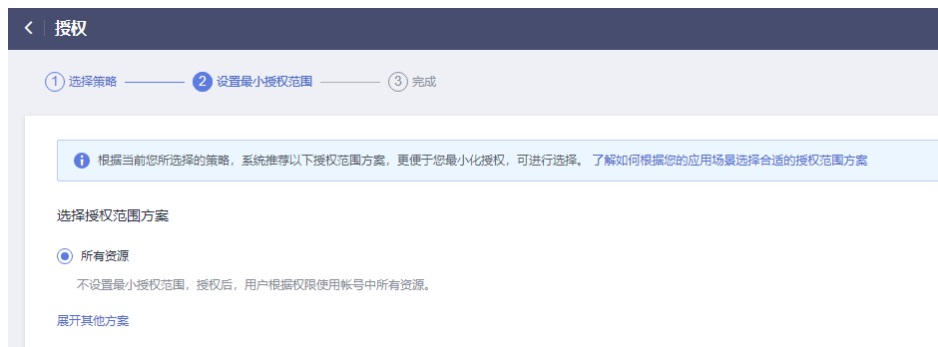 授权
1 选择策略 2 设置最小授权范围 3 完成
根据当前您所选择的策略，系统推荐以下授权范围方案，更便于您最小化授权，可进行选择。 了解如何根据您的应用场景选择合适的授权范围方案
选择授权范围方案
所有资源
不设置最小授权范围，授权后，用户根据权限使用帐号中所有资源。
展开其他方案